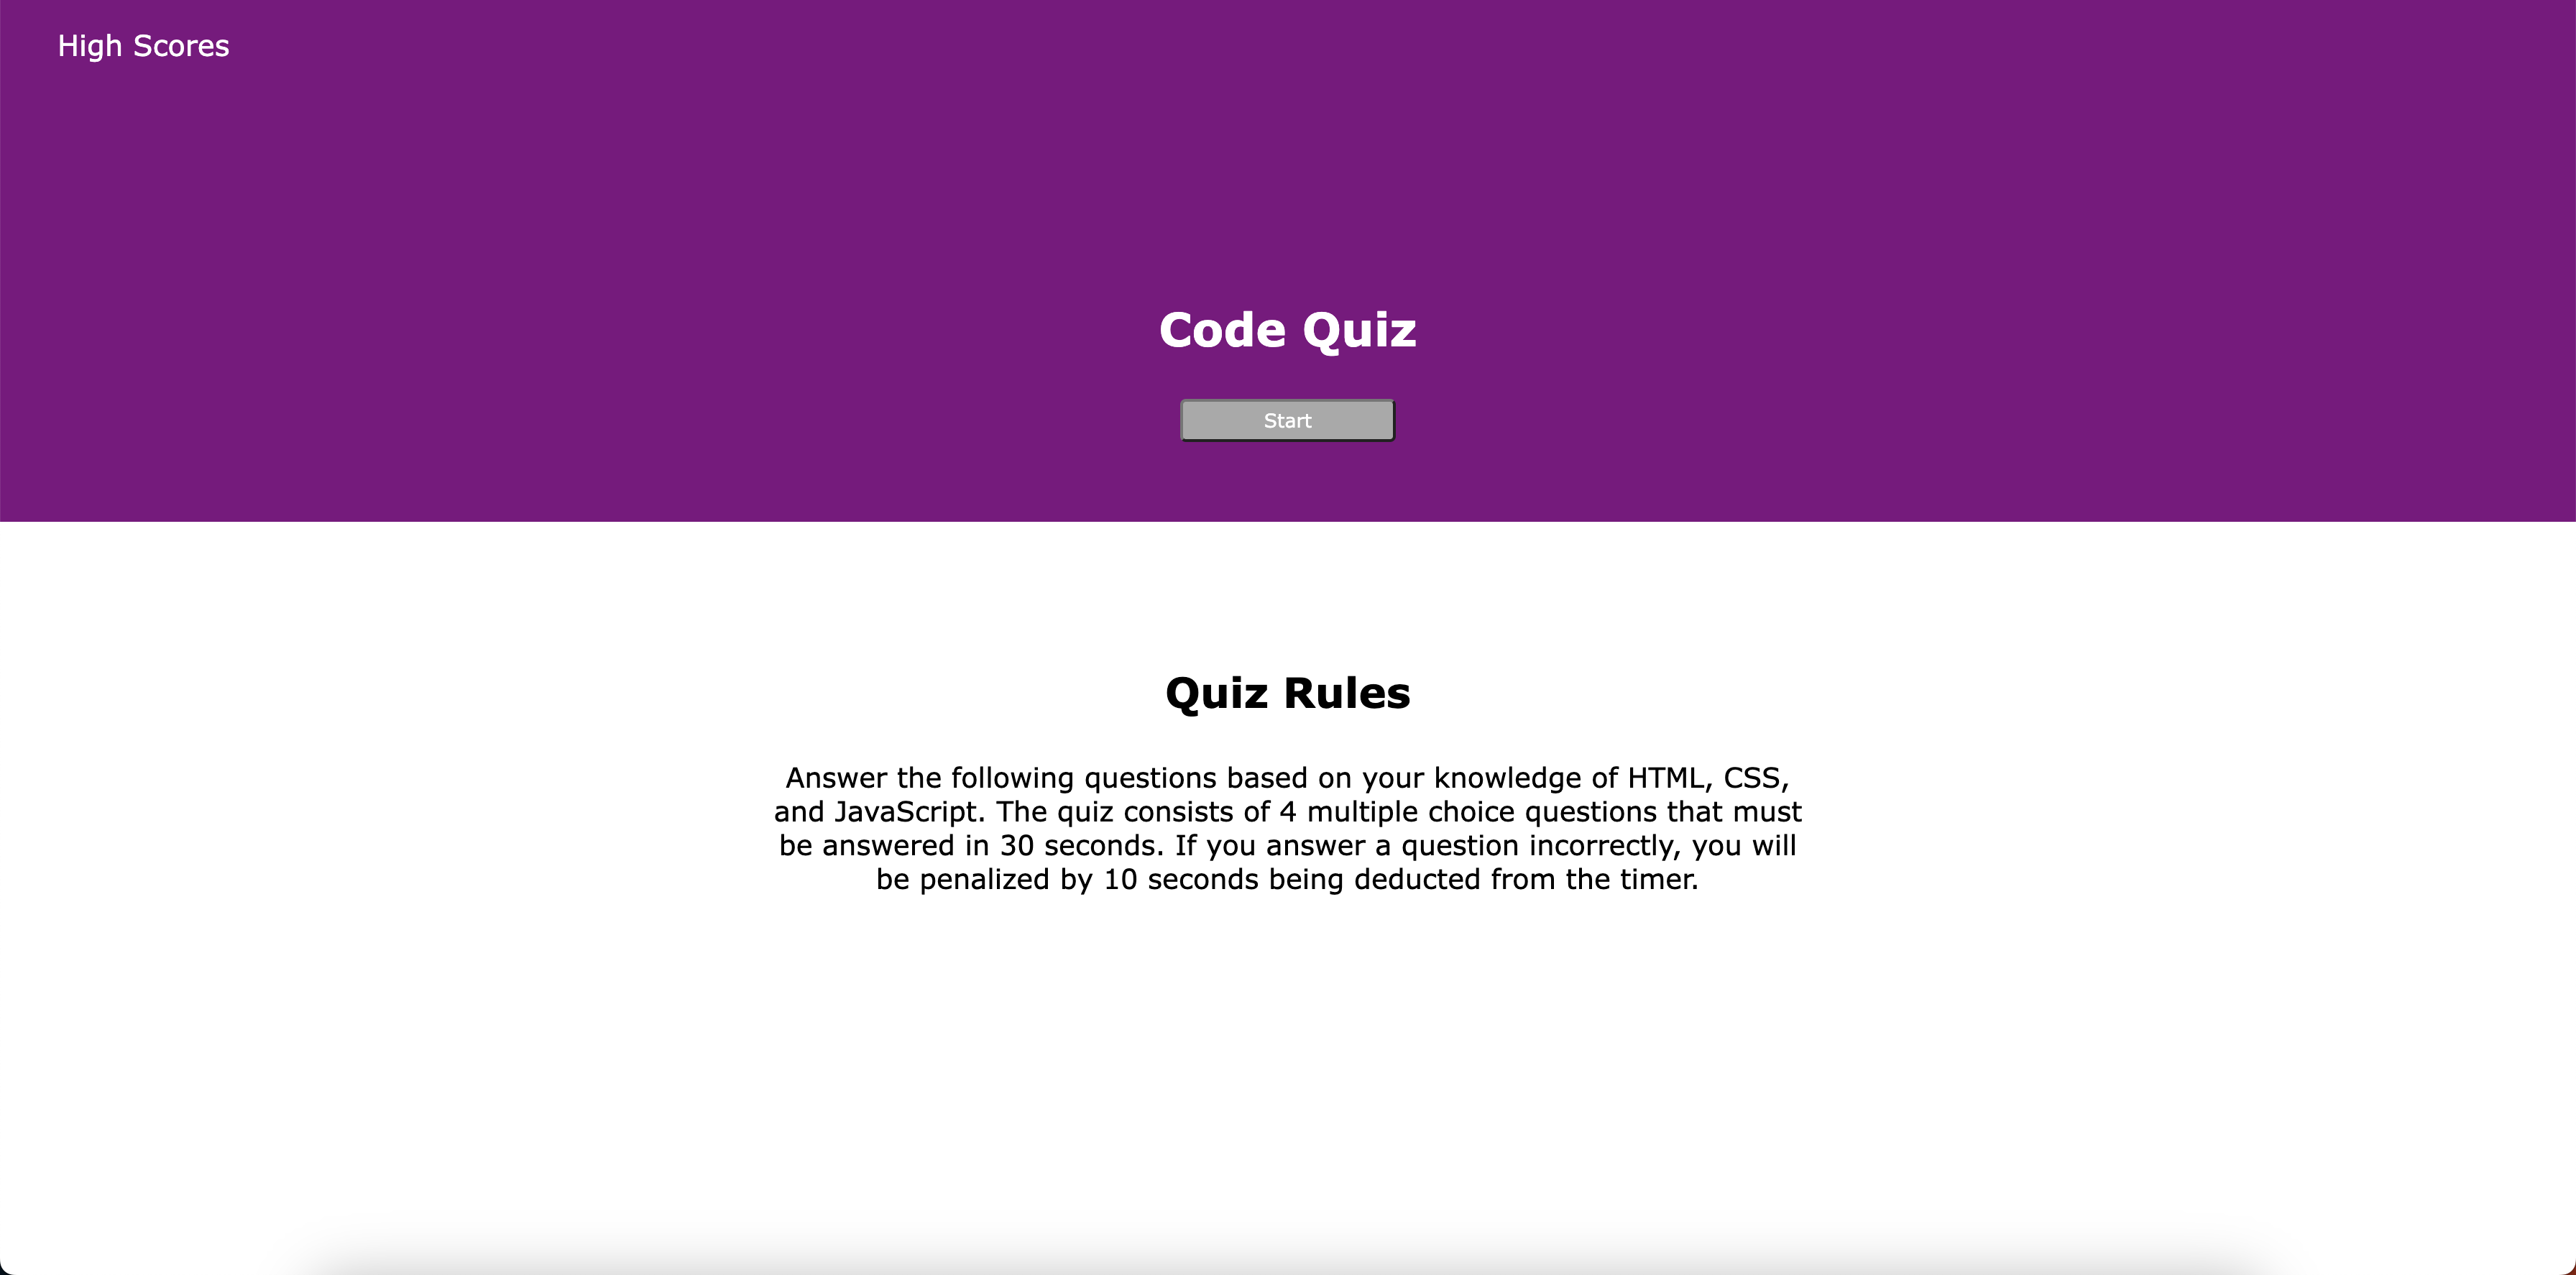 High Scores
Code Quiz
Start
Quiz Rules
Answer the following questions based on your knowledge of HTML, CSS,
and JavaScript. The quiz consists of 4 multiple choice questions that must
be answered in 30 seconds. If you answer a question incorrectly, you will
be penalized by 10 seconds being deducted from the timer.